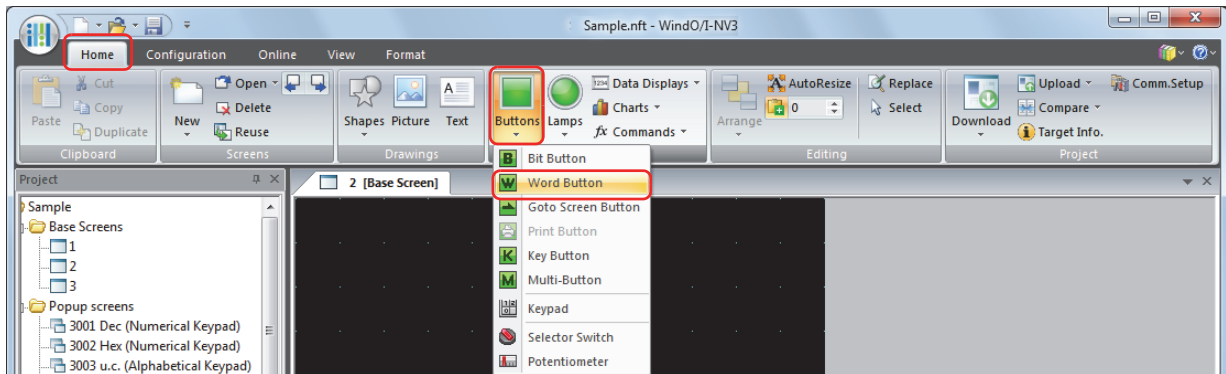 Sample.nft - WindO/I-NV3
Home Configuration Online View Format
Cut
Copy
Paste
Duplicate
Clipboard
New
Open
Delete
Reuse
Screens
Shapes Picture Text
Drawings
Buttons Lamps
Data Displays
Charts
fx Commands
Arrange
AutoResize
0
Replace
Select
Editing
Download
Upload
Compare
Target Info.
Comm.Setup
Project
B Bit Button
W Word Button
Goto Screen Button
Print Button
K Key Button
M Multi-Button
Keypad
Selector Switch
Potentiometer
Project
Sample
Base Screens
1
2
3
Popup screens
3001 Dec (Numerical Keypad)
3002 Hex (Numerical Keypad)
3003 u.c. (Alphabetical Keypad)
2 [Base Screen]